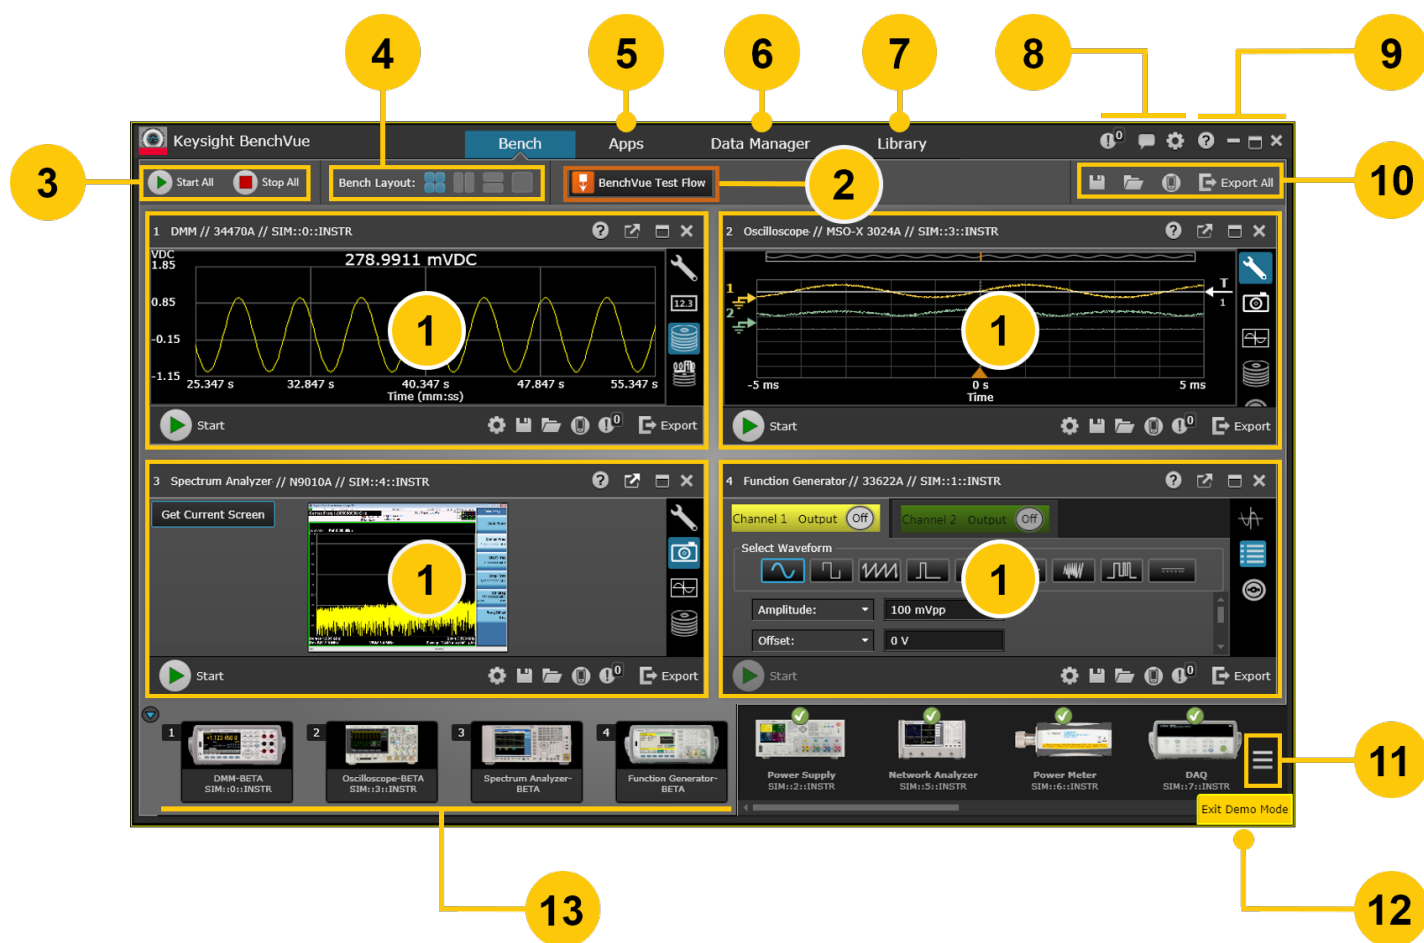 4
5
6
7
8
9
Keysight BenchVue
Bench
Apps
Data Manager
Library
0
3
Start All
Stop All
Bench Layout:
BenchVue Test Flow
2
Export All
10
1 DMM // 34470A // SIM::0::INSTR
VDC
278.9911 mVDC
1.85
0.85
-0.15
-1.15
25.347 s
32.847 s
40.347 s
47.847 s
55.347 s
Time (mm:ss)
1
12.3
Start
0
Export
2 Oscilloscope // MSO-X 3024A // SIM::3::INSTR
1
2
T
1
1
-5 ms
0 s
5 ms
Time
Start
0
Export
3 Spectrum Analyzer // N9010A // SIM::4::INSTR
Get Current Screen
1
Start
0
Export
4 Function Generator // 33622A // SIM::1::INSTR
Channel 1 Output Off
Channel 2 Output Off
Select Waveform
1
Amplitude:
100 mVpp
Offset:
0 V
Start
0
Export
1
DMM-BETA
SIM::0::INSTR
2
Oscilloscope-BETA
SIM::3::INSTR
3
Spectrum Analyzer-
BETA
4
Function Generator-
BETA
Power Supply
SIM::2::INSTR
Network Analyzer
SIM::5::INSTR
Power Meter
SIM::6::INSTR
DAQ
SIM::7::INSTR
11
Exit Demo Mode
13
12